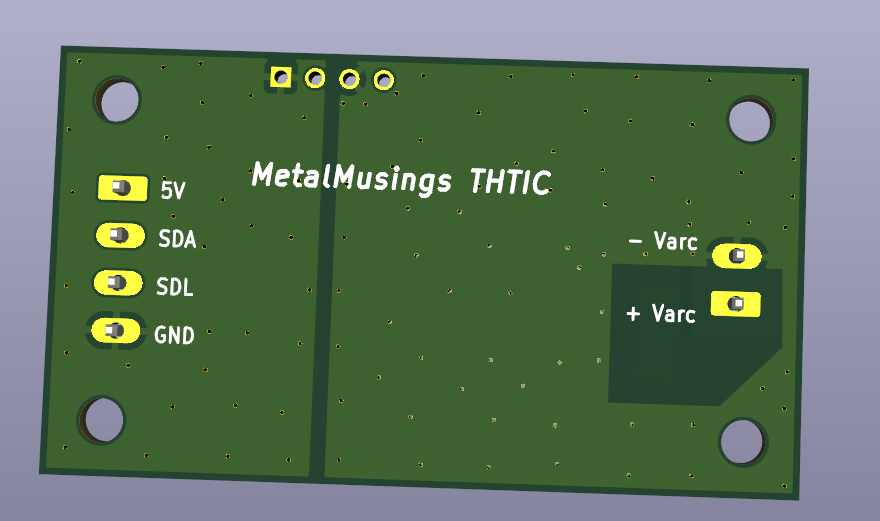 MetalMusings THTIC
5V
SDA
SDL
GND
- Varc
+ Varc